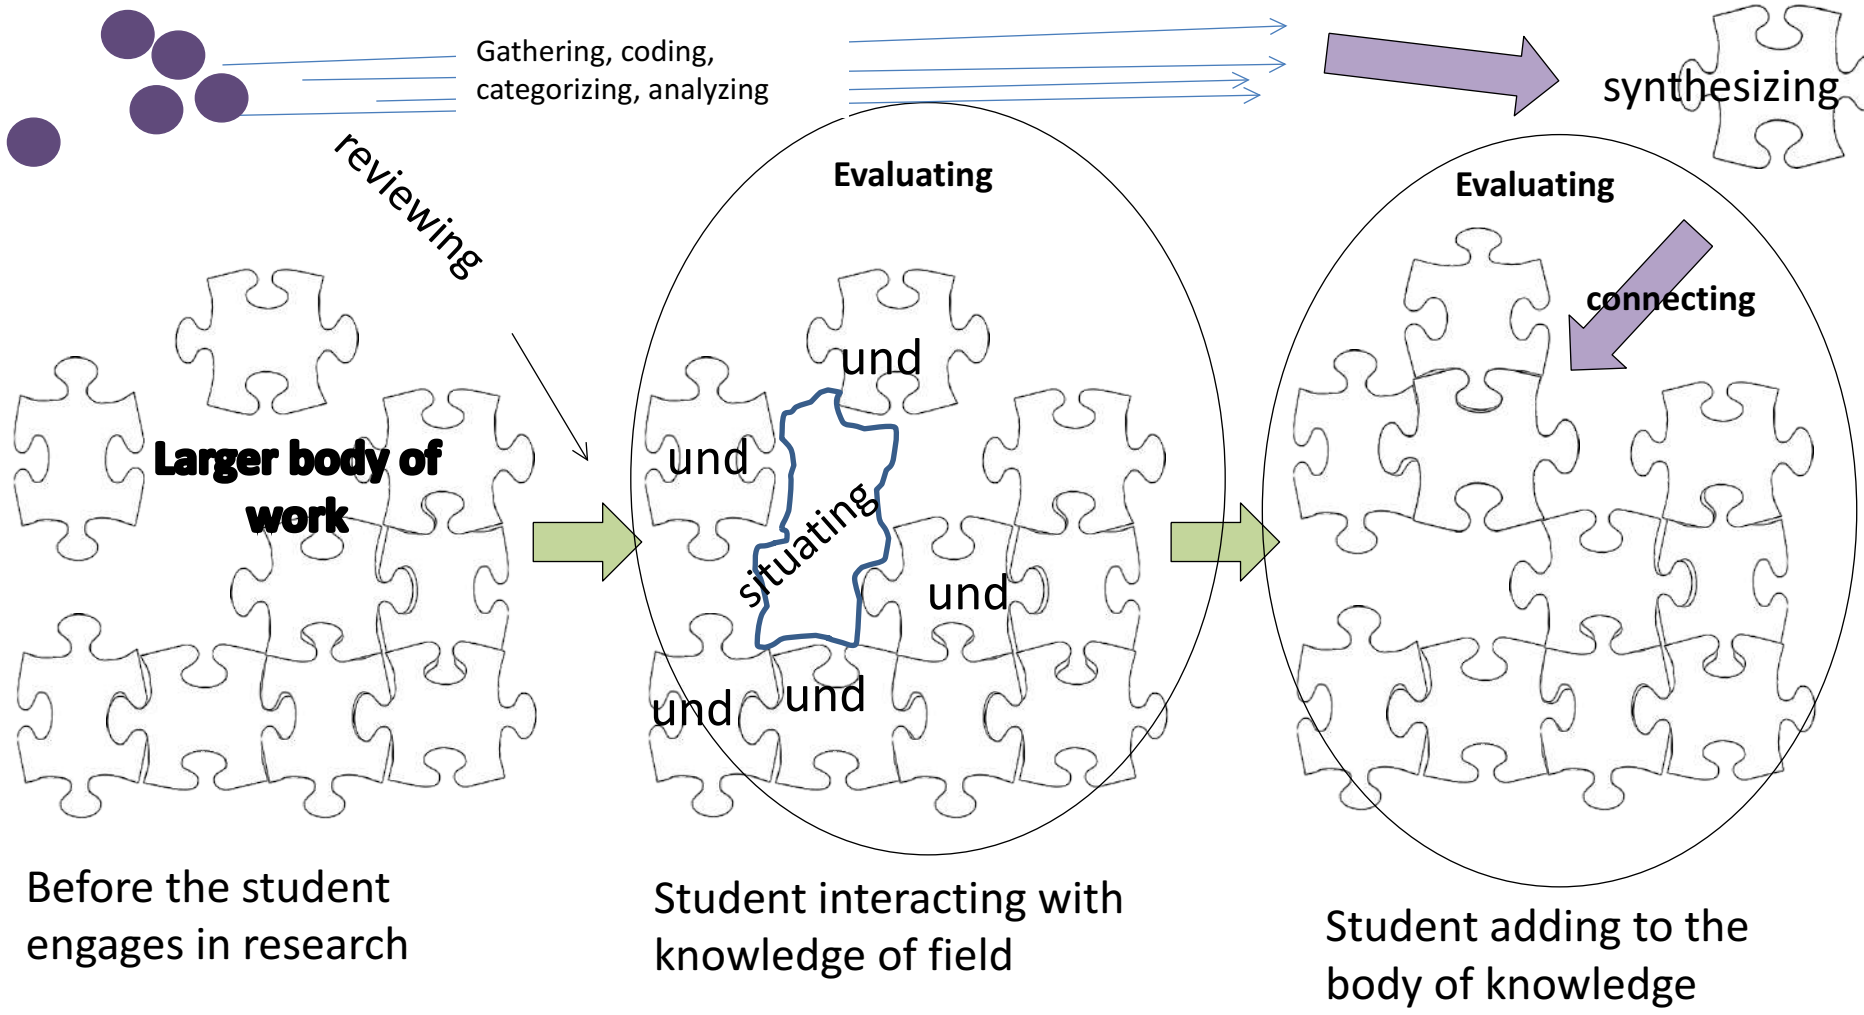 Gathering, coding,
categorizing, analyzing
synthesizing
reviewing
Evaluating
Evaluating
connecting
und
und
Larger body of
work
situating
und
und
und
Before the student
engages in research
Student interacting with
knowledge of field
Student adding to the
body of knowledge